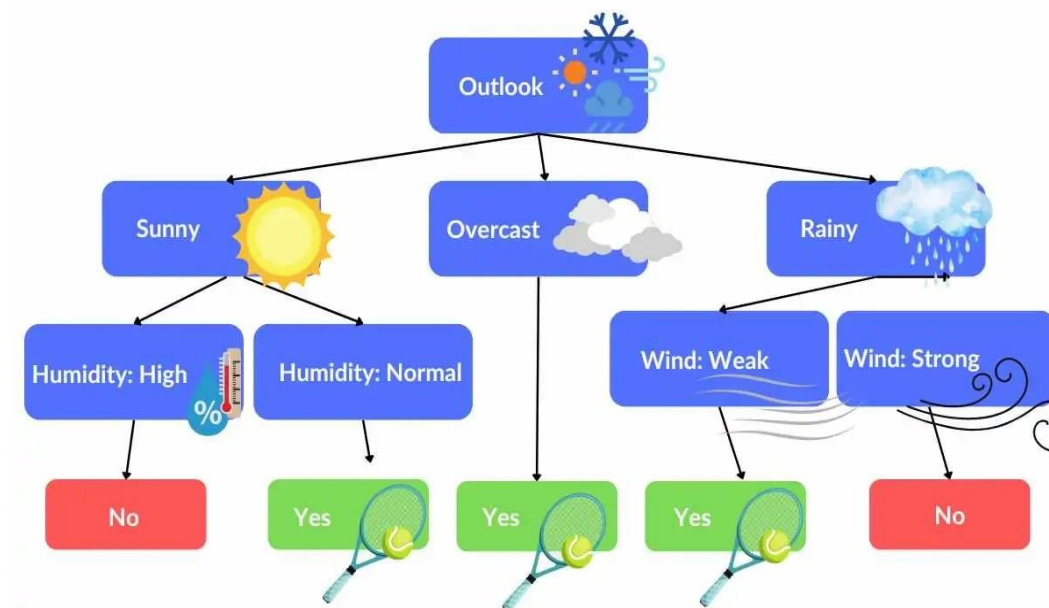 Outlook
Sunny
Overcast
Rainy
Humidity: High
Humidity: Normal
Wind: Weak
Wind: Strong
%
No
Yes
Yes
Yes
No